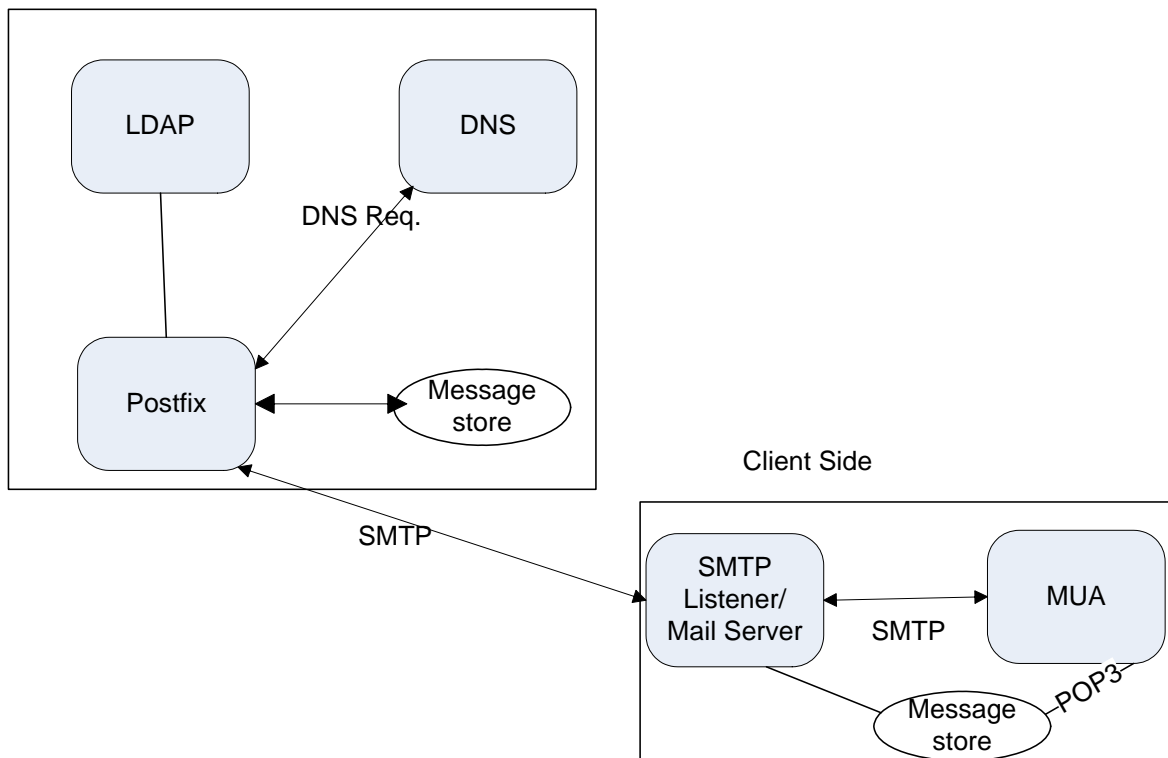 LDAP
DNS
DNS Req.
Postfix
Message
store
Client Side
SMTP
SMTP
Listener/
Mail Server
SMTP
MUA
POP3
Message
store